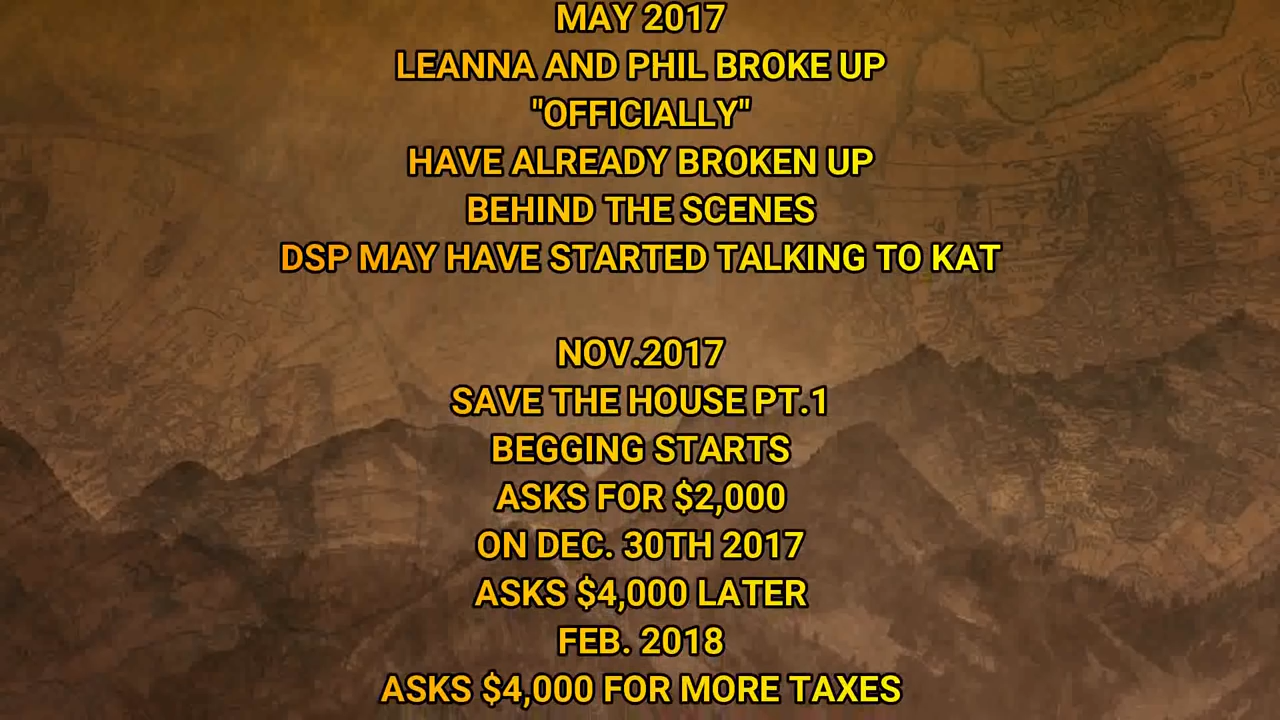 MAY 2017
LEANNA AND PHIL BROKE UP
"OFFICIALLY"
HAVE ALREADY BROKEN UP
BEHIND THE SCENES
DSP MAY HAVE STARTED TALKING TO KAT
NOV.2017
SAVE THE HOUSE PT.1
BEGGING STARTS
ASKS FOR $2,000
ON DEC. 30TH 2017
ASKS $4,000 LATER
FEB. 2018
ASKS $4,000 FOR MORE TAXES